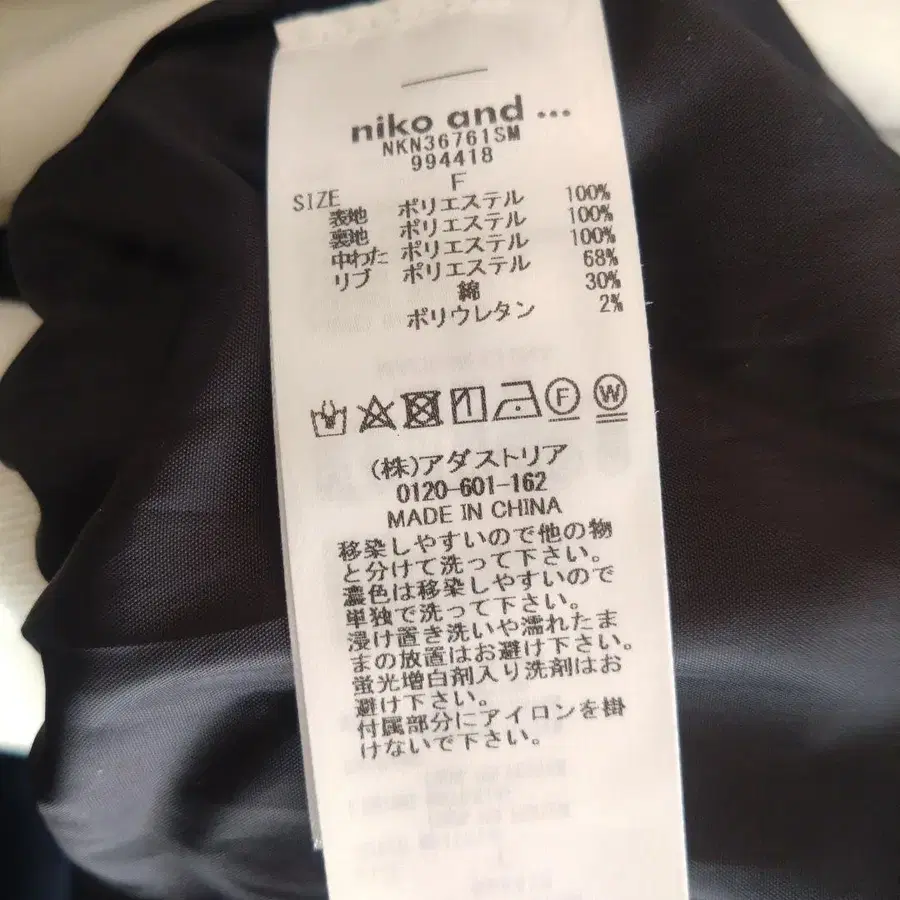 niko and ...
NKN36761SM
994418
SIZE F
表地 ポリエステル 100%
裏地 ポリエステル 100%
中わた ポリエステル 100%
リブ ポリエステル 68%
綿 30%
ポリウレタン 2%
F W
(株)アダストリア
0120-601-162
MADE IN CHINA
移染しやすいので他の物
と分けて洗って下さい。
濃色は移染しやすいので
単独で洗って下さい。
浸け置き洗いや濡れたま
まの放置はお避け下さい。
蛍光増白剤入り洗剤はお
避け下さい。
付属部分にアイロンを掛
けないで下さい。